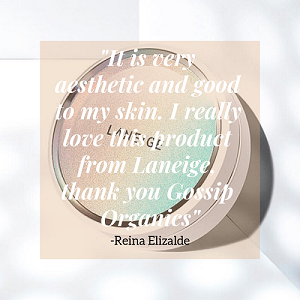 "It is very
aesthetic and good
to my skin. I really
love this product
from Laneige,
thank you Gossip
Organics"
-Reina Elizalde
LANEIGE